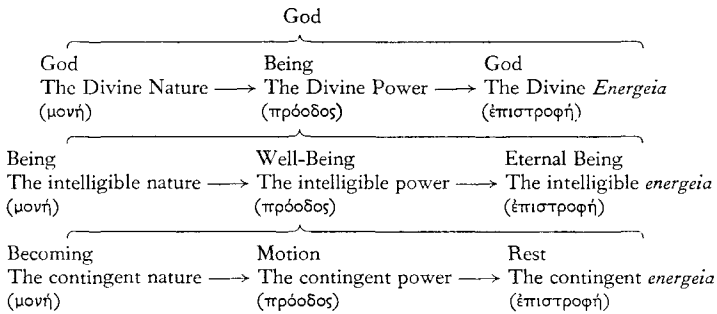 God
God Being God
The Divine Nature ⟶ The Divine Power ⟶ The Divine Energeia
(μονή) (πρόοδος) (ἐπιστροφή)
Being Well-Being Eternal Being
The intelligible nature ⟶ The intelligible power ⟶ The intelligible energeia
(μονή) (πρόοδος) (ἐπιστροφή)
Becoming Motion Rest
The contingent nature ⟶ The contingent power ⟶ The contingent energeia
(μονή) (πρόοδος) (ἐπιστροφή)